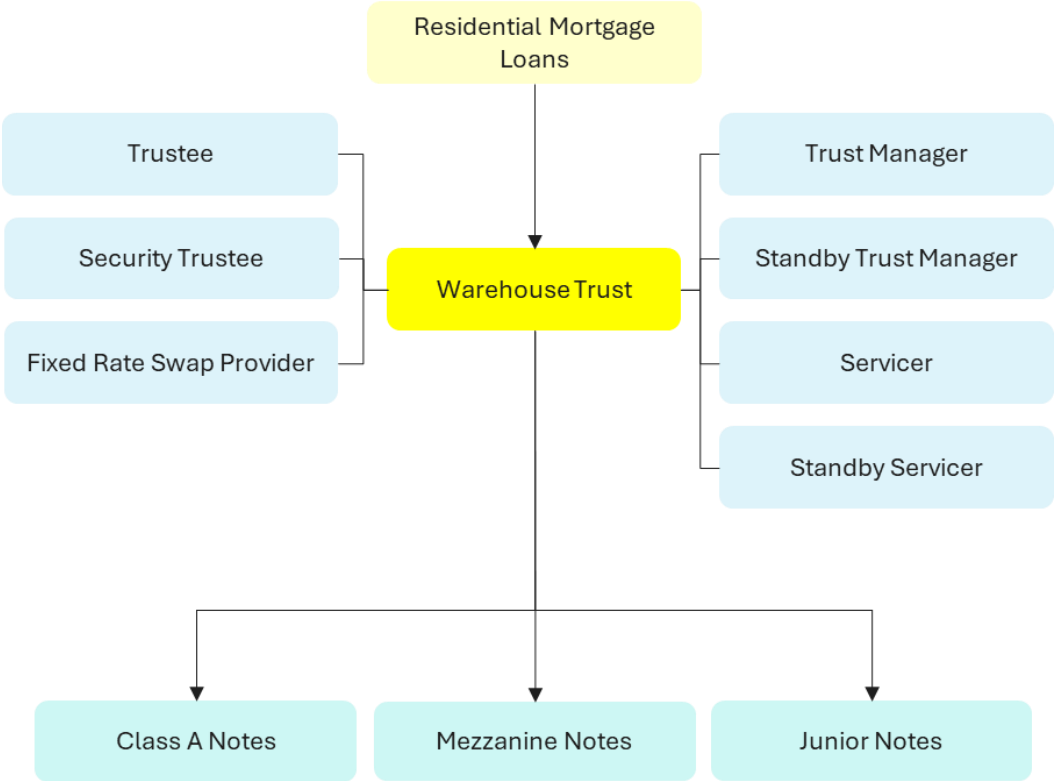 Residential Mortgage
Loans
Trustee
Trust Manager
Security Trustee
Standby Trust Manager
Warehouse Trust
Fixed Rate Swap Provider
Servicer
Standby Servicer
Class A Notes
Mezzanine Notes
Junior Notes